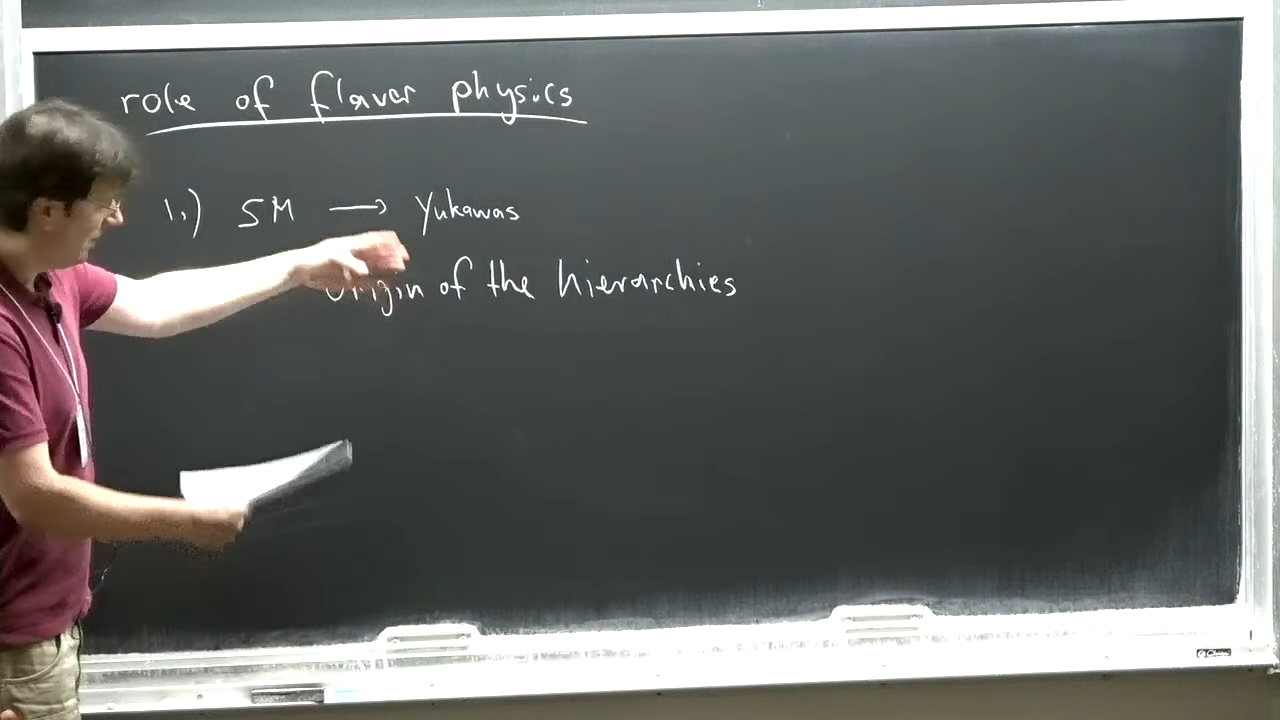 role of flavor physics
1.) SM → Yukawas
origin of the hierarchies